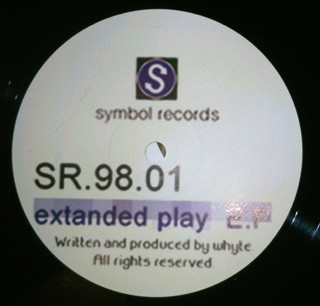 S
symbol records
SR.98.01
extanded play E.P
Written and produced by whyte.
All rights reserved.